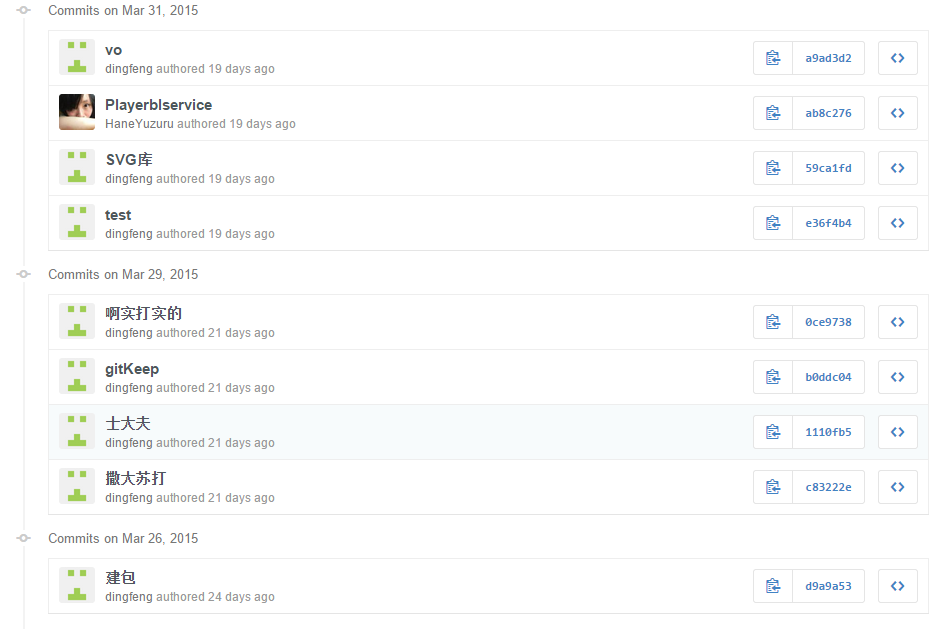 Commits on Mar 31, 2015
vo
dingfeng authored 19 days ago
a9ad3d2
Playerblservice
HaneYuzuru authored 19 days ago
ab8c276
SVG库
dingfeng authored 19 days ago
59ca1fd
test
dingfeng authored 19 days ago
e36f4b4
Commits on Mar 29, 2015
啊实打实的
dingfeng authored 21 days ago
0ce9738
gitKeep
dingfeng authored 21 days ago
b0ddc04
士大夫
dingfeng authored 21 days ago
1110fb5
撒大苏打
dingfeng authored 21 days ago
c83222e
Commits on Mar 26, 2015
建包
dingfeng authored 24 days ago
d9a9a53